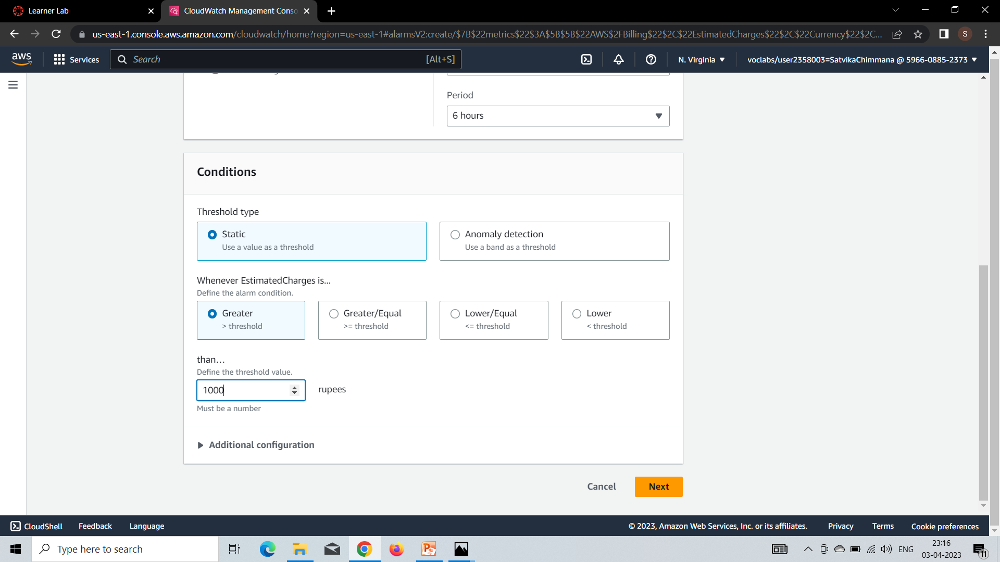 Learner Lab
CloudWatch Management Conso
us-east-1.console.aws.amazon.com/cloudwatch/home?region=us-east-1#alarmsV2:create/$7B$22metrics$22$3A$5B$5B$22AWS$2FBilling$22$2C$22EstimatedCharges$22$2C$22Currency$22$2C...
S
aws
Services
Search
[Alt+S]
N. Virginia
voclabs/user2358003=SatvikaChimmana @ 5966-0885-2373
Period
6 hours
Conditions
Threshold type
Static
Use a value as a threshold
Anomaly detection
Use a band as a threshold
Whenever EstimatedCharges is...
Define the alarm condition.
Greater
> threshold
Greater/Equal
>= threshold
Lower/Equal
<= threshold
Lower
< threshold
than...
Define the threshold value.
1000
rupees
Must be a number
Additional configuration
Cancel
Next
CloudShell
Feedback
Language
© 2023, Amazon Web Services, Inc. or its affiliates.
Privacy
Terms
Cookie preferences
Type here to search
ENG
23:16
03-04-2023
11